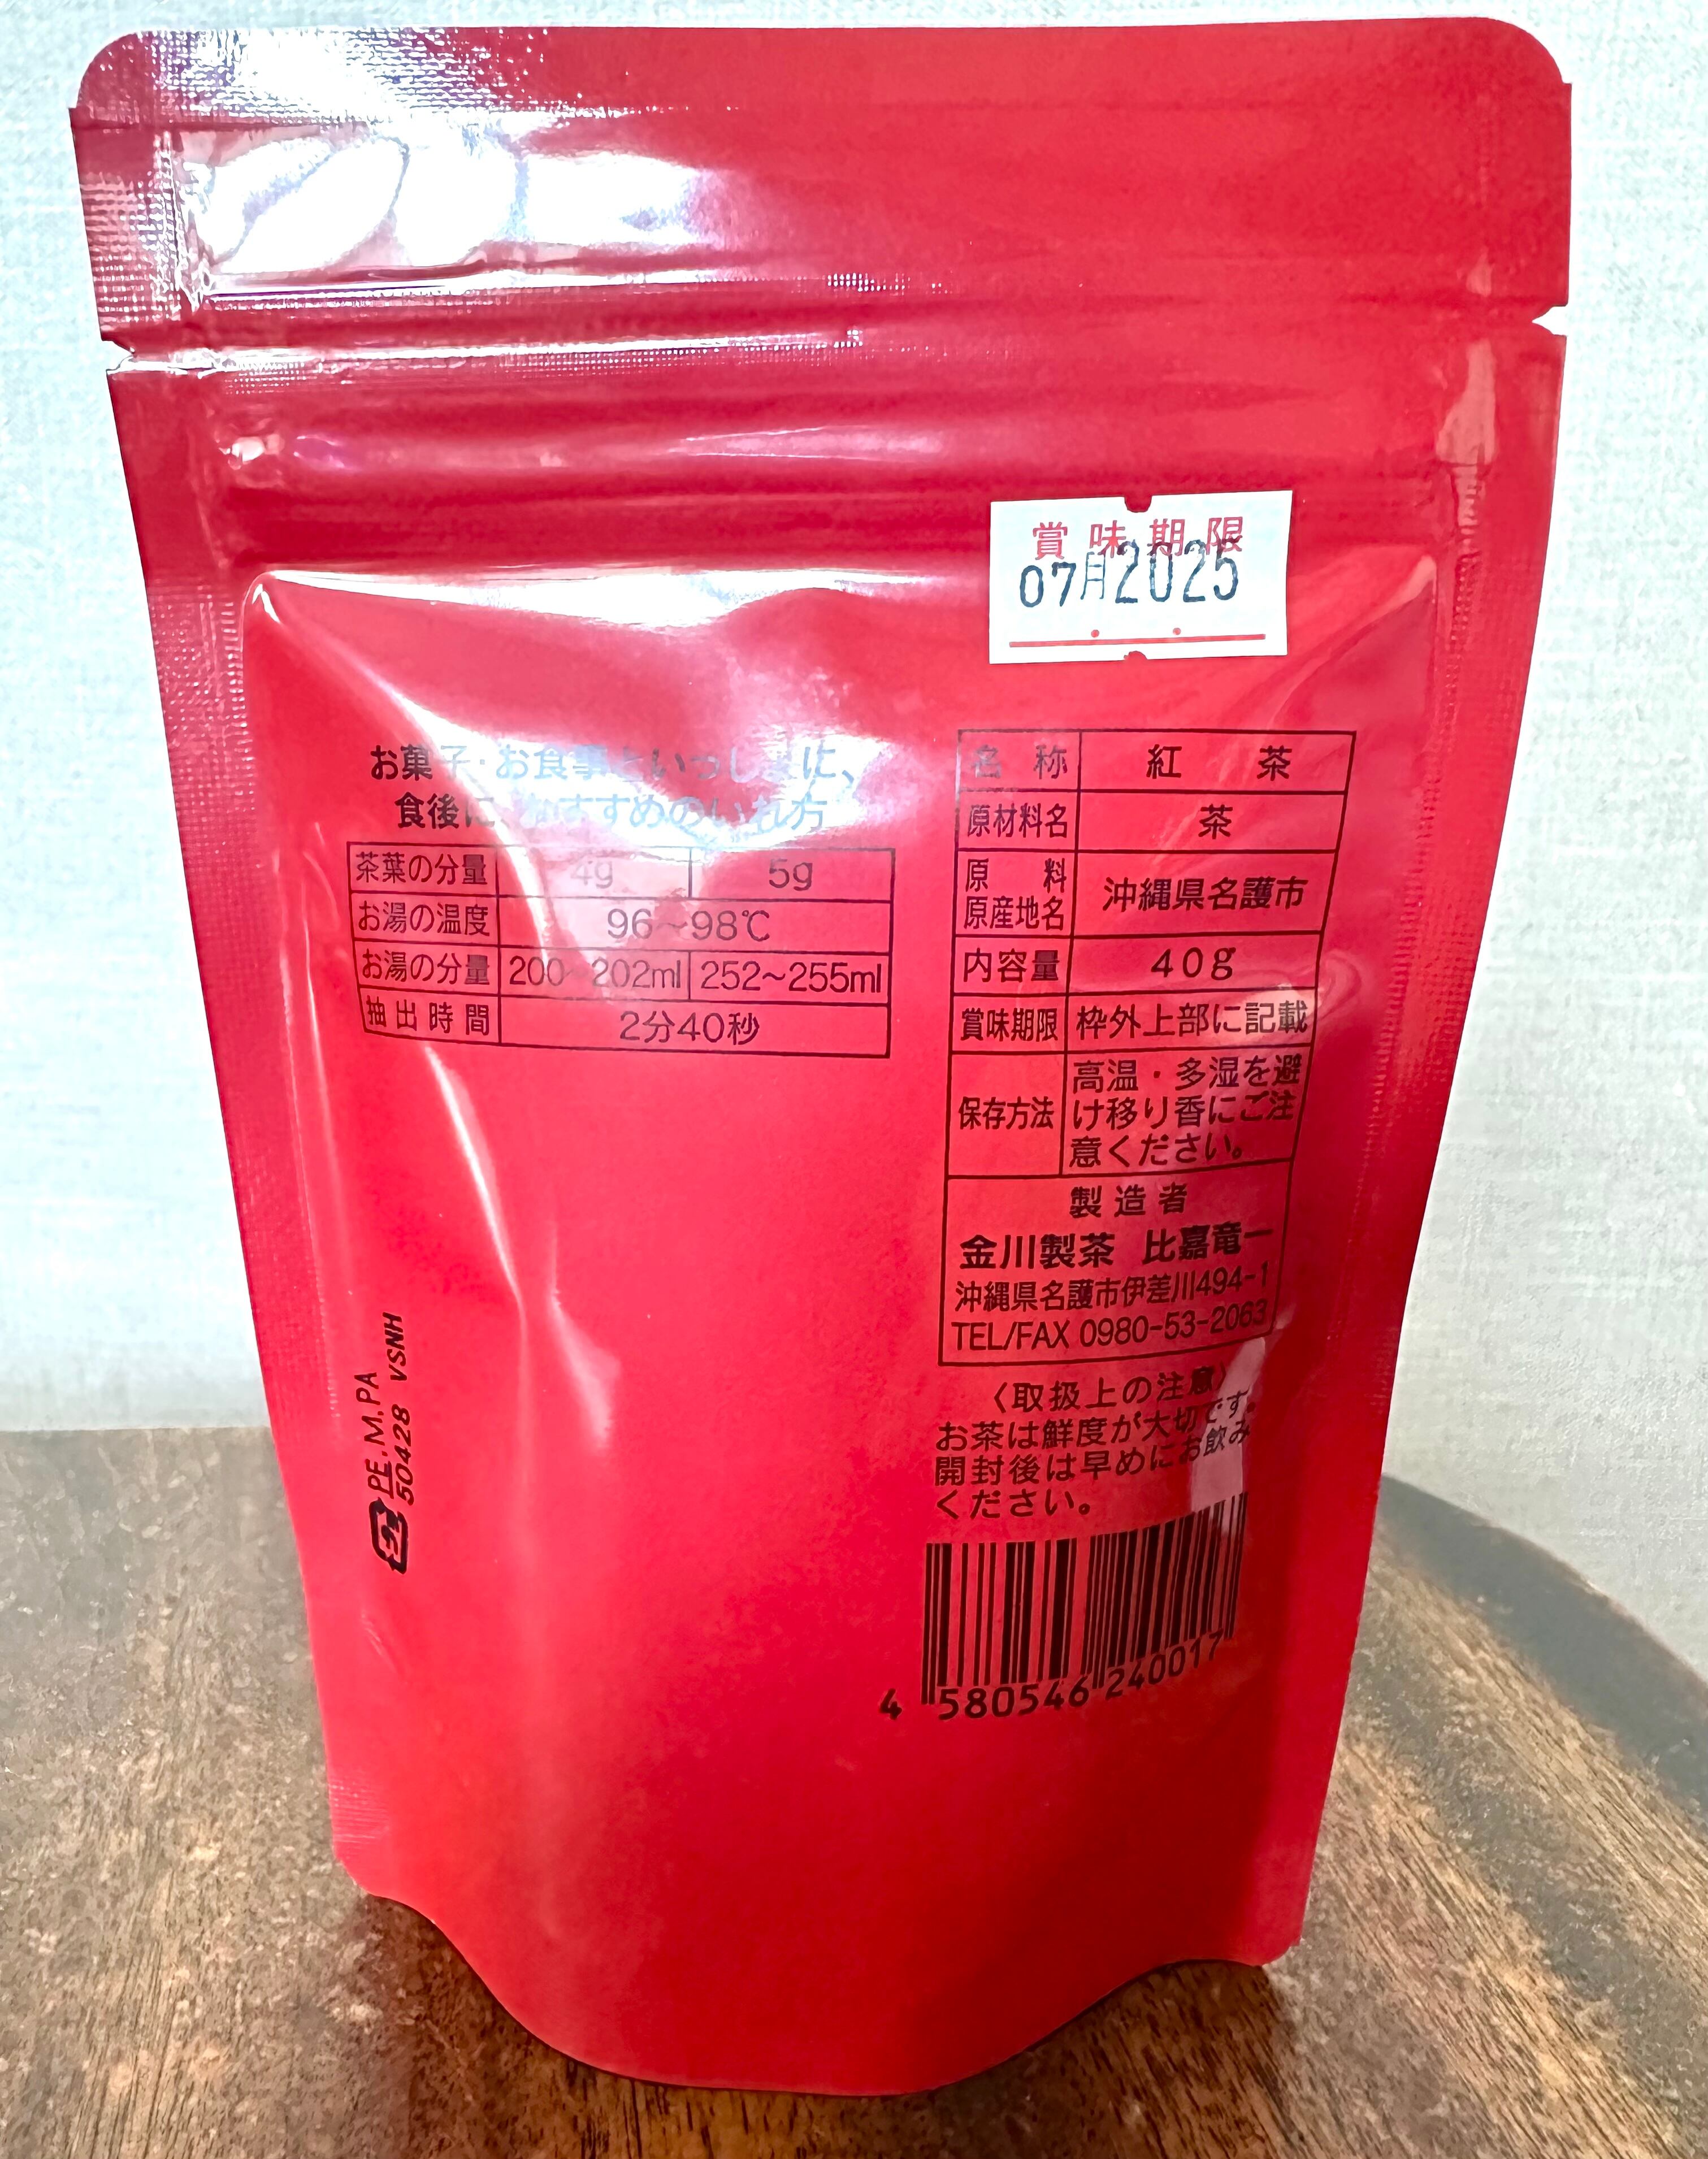 賞味期限
07月2025
お菓子・お食事といっしょに、
食後に おすすめのいれ方
茶葉の分量 4g 5g
お湯の温度 96～98℃
お湯の分量 200～202ml 252～255ml
抽出時間 2分40秒
名称 紅茶
原材料名 茶
原料
原産地名 沖縄県名護市
内容量 40g
賞味期限 枠外上部に記載
保存方法 高温・多湿を避
け移り香にご注
意ください。
製造者
金川製茶 比嘉竜一
沖縄県名護市伊差川494-1
TEL/FAX 0980-53-2063
〈取扱上の注意〉
お茶は鮮度が大切です。
開封後は早めにお飲み
ください。
4 580546 240017
プラ PE.M.PA
50428 VSNH